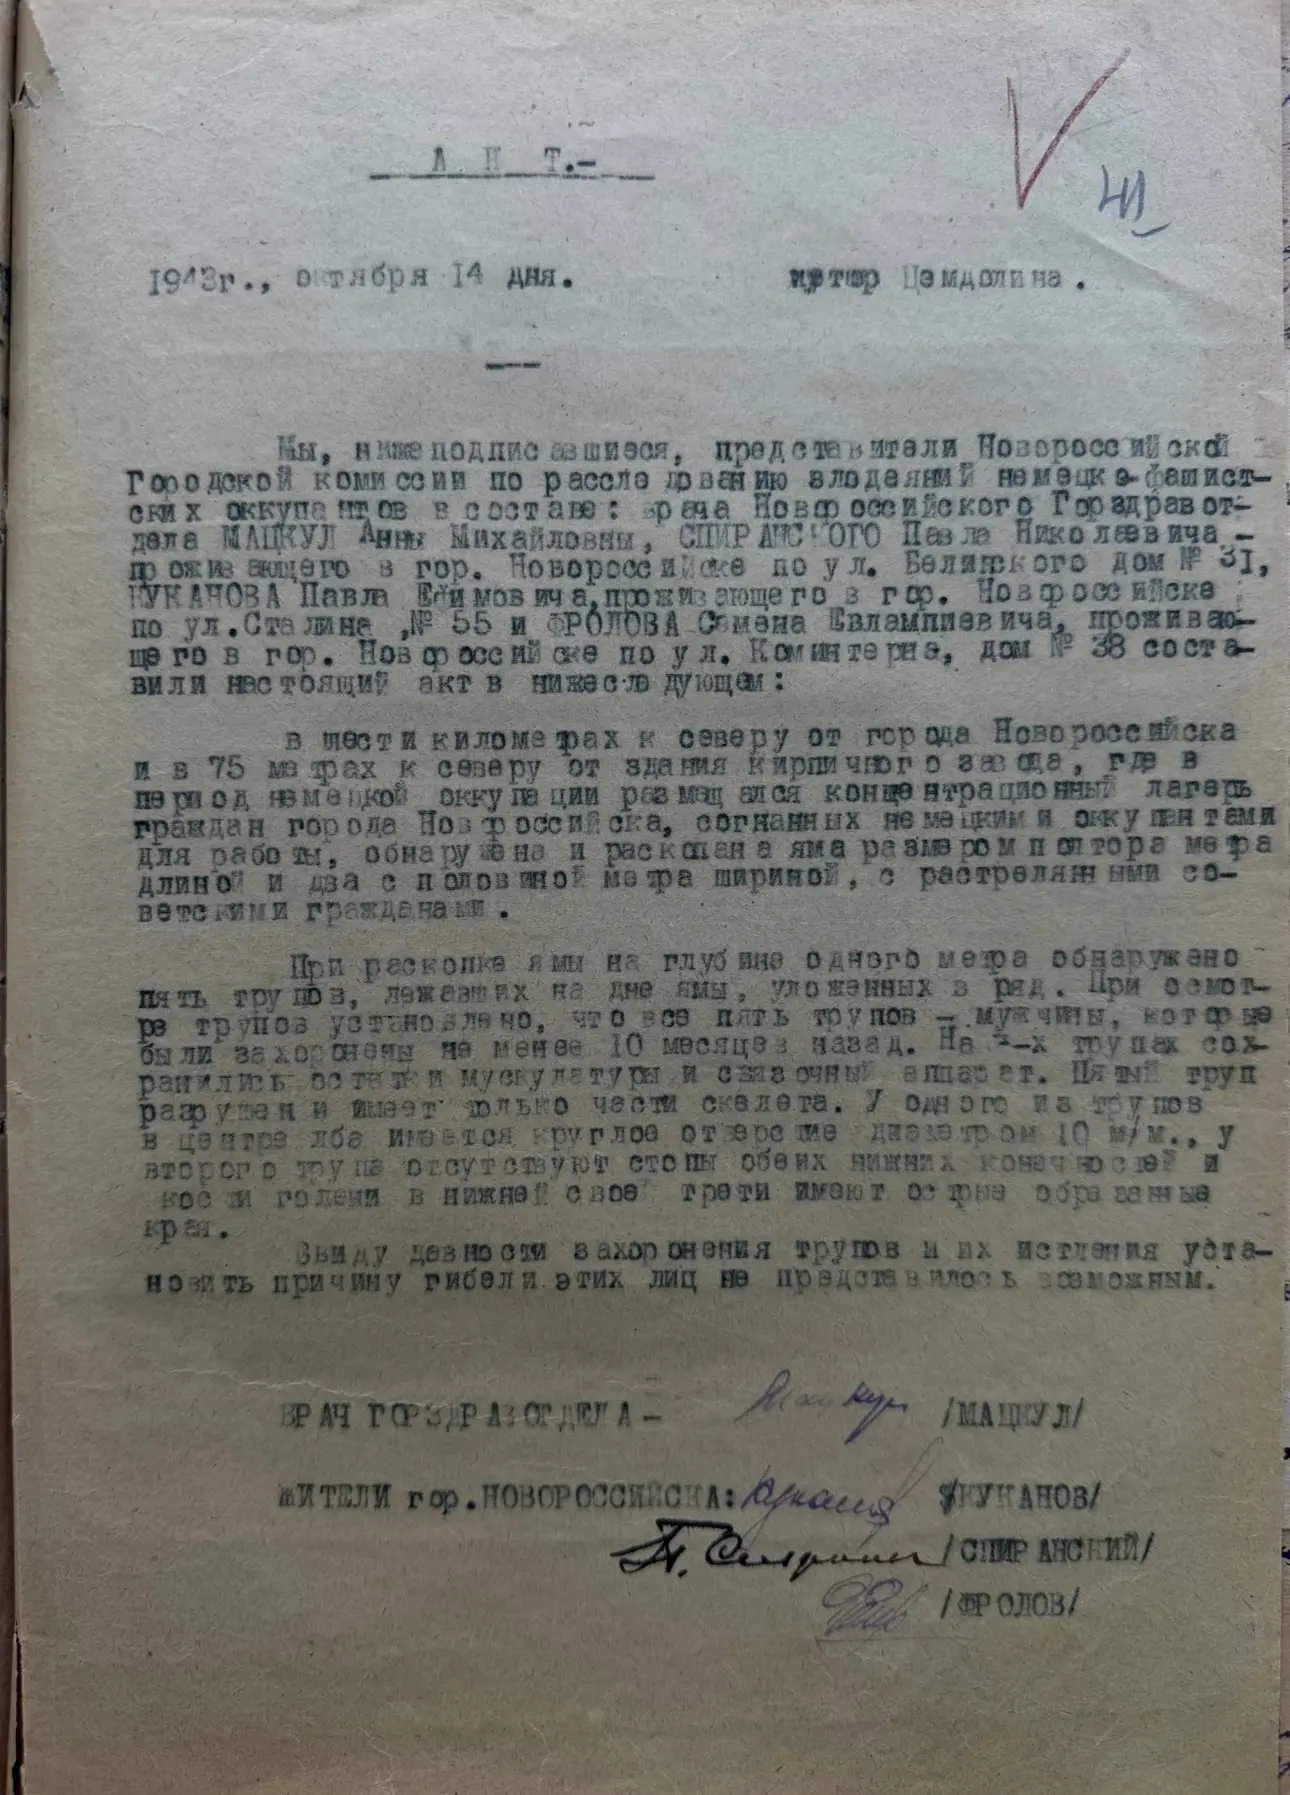 А К Т.-
41
1943г., октября 14 дня. хутор Цемдолина.
Мы, нижеподписавшиеся, представители Новороссийской
Городской комиссии по расследованию злодеяний немецко-фашист-
ских оккупантов в составе: врача Новороссийского Горздравот-
дела МАЦКУЛ Анны Михайловны, СПИРАНСКОГО Павла Николаевича -
проживающего в гор. Новороссийске по ул. Белинского дом № 31,
КУКАНОВА Павла Ефимовича, проживающего в гор. Новороссийске
по ул. Сталина, № 55 и ФРОЛОВА Семена Евлампиевича, проживаю-
щего в гор. Новороссийске по ул. Коминтерна, дом № 38 соста-
вили настоящий акт в нижеследующем:
в шести километрах к северу от города Новороссийска
и в 75 метрах к северу от здания кирпичного завода, где в
период немецкой оккупации размещался концентрационный лагерь
граждан города Новороссийска, согнанных немецкими оккупантами
для работы, обнаружена и раскопана яма размером полтора метра
длиной и два с половиной метра шириной, с растрелянными со-
ветскими гражданами.
При раскопке ямы на глубине одного метра обнаружено
пять трупов, лежавших на дне ямы, уложенных в ряд. При осмот-
ре трупов установлено, что все пять трупов - мужчины, которые
были захоронены не менее 10 месяцев назад. На трупах сох-
ранились остатки мускулатуры и связочный аппарат. Пятый труп
разрушен и имеет только части скелета. У одного из трупов
в центре лба имеется круглое отверстие диаметром 10 м/м., у
второго трупа отсутствуют стопы обеих нижних конечностей и
кости голени в нижней своей трети имеют острые обрезанные
края.
Ввиду давности захоронения трупов и их истления уста-
новить причину гибели этих лиц не представилось возможным.
ВРАЧ ГОРЗДРАВОТДЕЛА - Мацкул /МАЦКУЛ/
ЖИТЕЛИ гор. НОВОРОССИЙСКА: Куканов /КУКАНОВ/
П. Спиранский /СПИРАНСКИЙ/
/ФРОЛОВ/